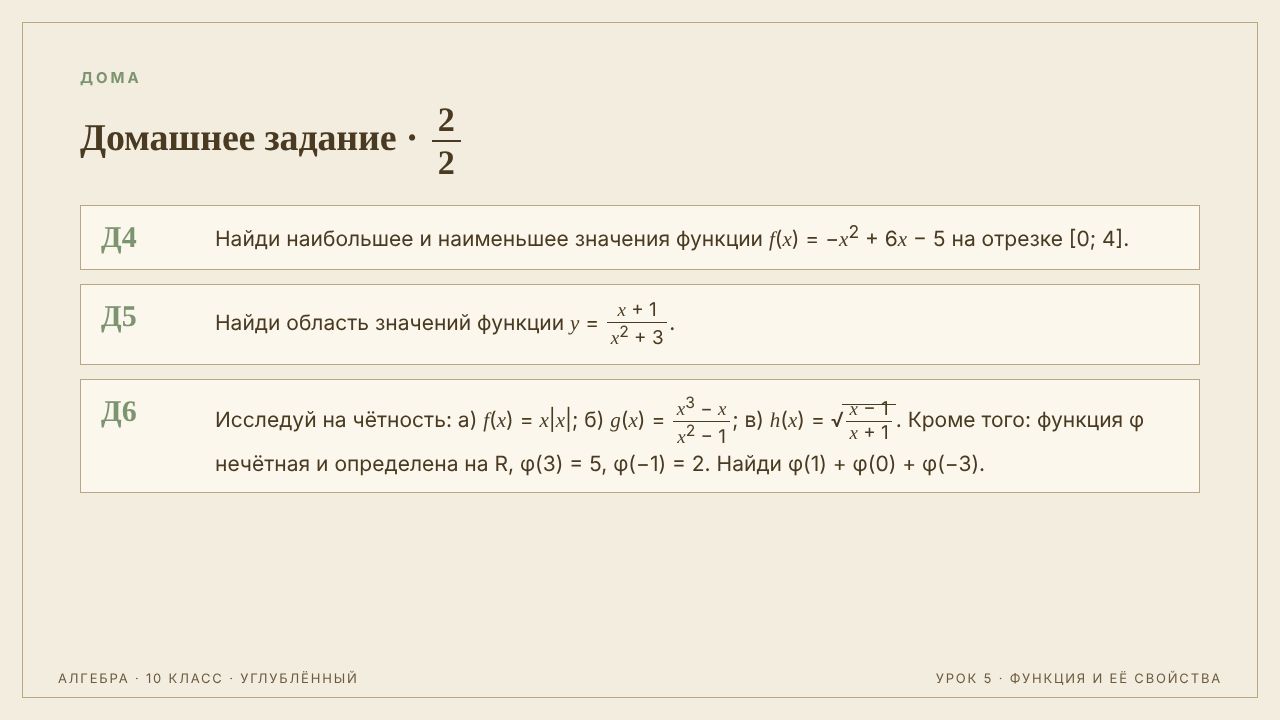 ДОМА
Домашнее задание · 2/2
Д4
Найди наибольшее и наименьшее значения функции f(x) = −x² + 6x − 5 на отрезке [0; 4].
Д5
Найди область значений функции y = (x + 1)/(x² + 3).
Д6
Исследуй на чётность: а) f(x) = x|x|; б) g(x) = (x³ − x)/(x² − 1); в) h(x) = √((x − 1)/(x + 1)). Кроме того: функция φ
нечётная и определена на R, φ(3) = 5, φ(−1) = 2. Найди φ(1) + φ(0) + φ(−3).
АЛГЕБРА · 10 КЛАСС · УГЛУБЛЁННЫЙ
УРОК 5 · ФУНКЦИЯ И ЕЁ СВОЙСТВА